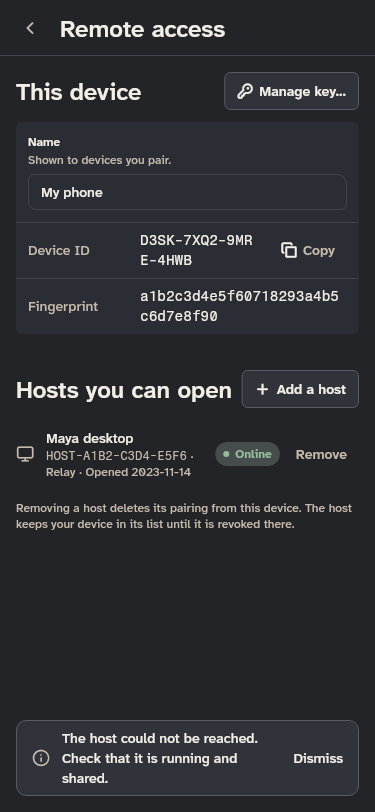 Remote access
This device
Manage key...
Name
Shown to devices you pair.
My phone
Device ID
D3SK-7XQ2-9MR
E-4HWB
Copy
Fingerprint
a1b2c3d4e5f60718293a4b5
c6d7e8f90
Hosts you can open
Add a host
Maya desktop
HOST-A1B2-C3D4-E5F6 ·
Relay · Opened 2023-11-14
Online
Remove
Removing a host deletes its pairing from this device. The host
keeps your device in its list until it is revoked there.
The host could not be reached.
Check that it is running and
shared.
Dismiss